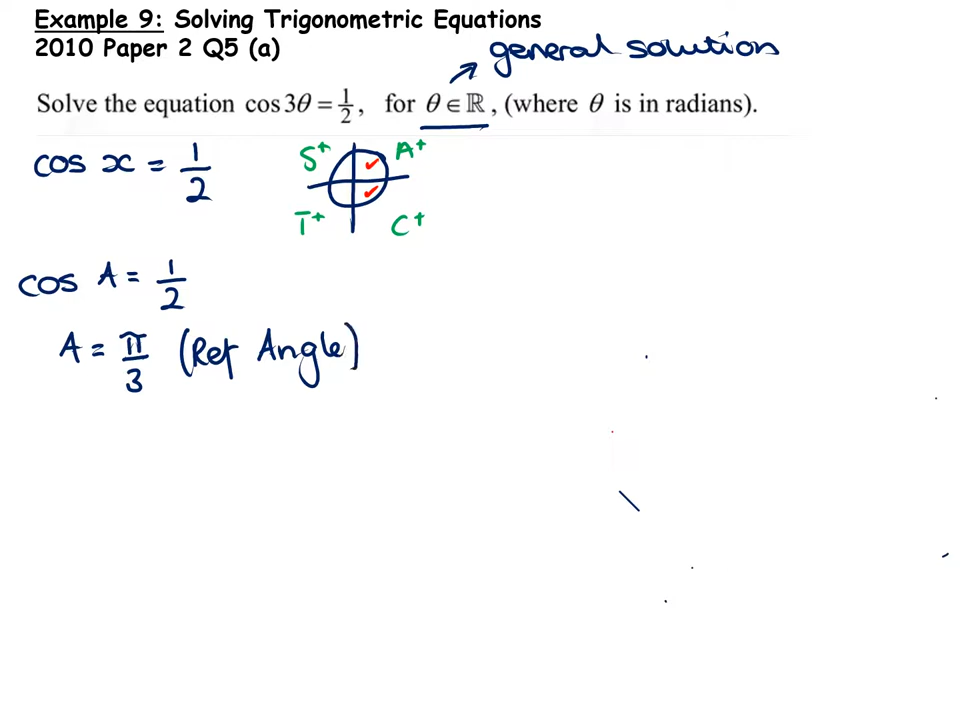 Example 9: Solving Trigonometric Equations
2010 Paper 2 Q5 (a)
general solution
Solve the equation cos 3θ = 1/2, for θ ∈ ℝ, (where θ is in radians).
cos x = 1/2
S+ A+
T+ C+
cos A = 1/2
A = π/3 (Ref Angle)